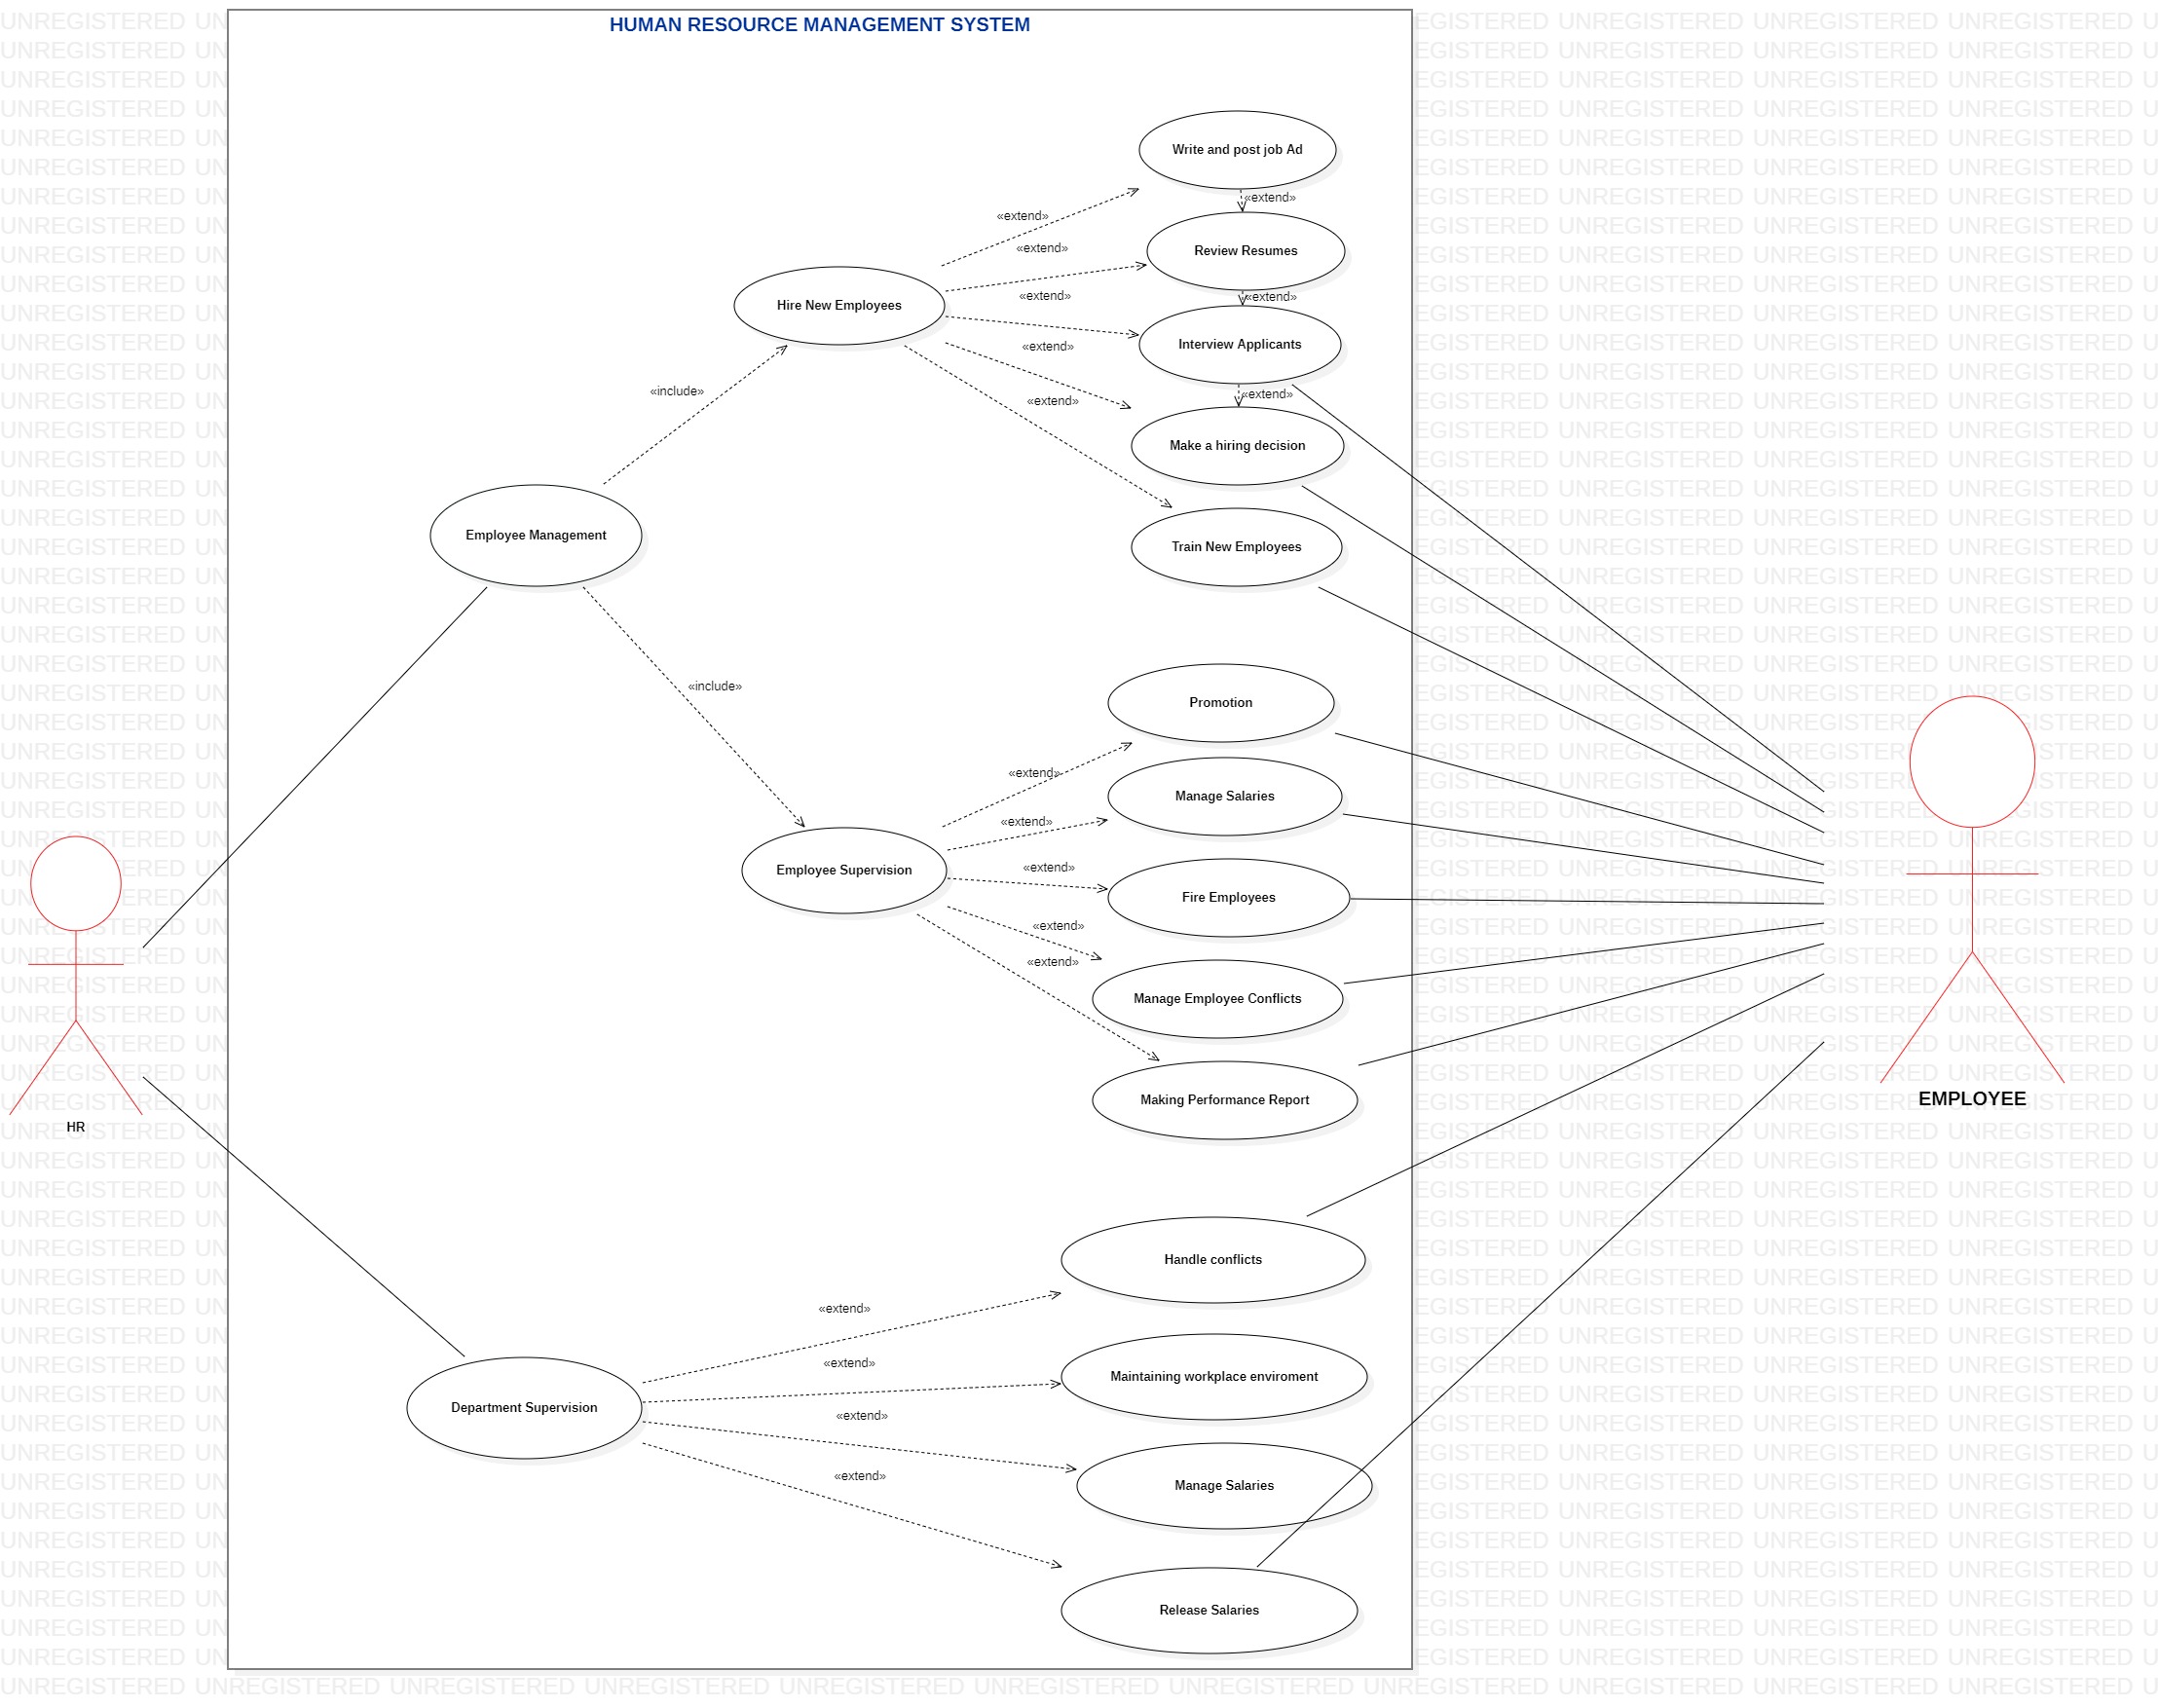 HUMAN RESOURCE MANAGEMENT SYSTEM
Write and post job Ad
«extend»
«extend»
Review Resumes
«extend»
Hire New Employees
«extend»
«extend»
Interview Applicants
«extend»
«extend»
«extend»
Make a hiring decision
«include»
Train New Employees
Employee Management
«include»
Promotion
«extend»
Manage Salaries
«extend»
Employee Supervision
«extend»
Fire Employees
«extend»
«extend»
Manage Employee Conflicts
Making Performance Report
HR
EMPLOYEE
Handle conflicts
«extend»
«extend»
Maintaining workplace enviroment
Department Supervision
«extend»
«extend»
Manage Salaries
Release Salaries
UNREGISTERED UNREGISTERED UNREGISTERED UNREGISTERED UNREGISTERED UNREGISTERED UNREGISTERED UNREGISTERED UNREGISTERED UNREGISTERED UNREGISTERED